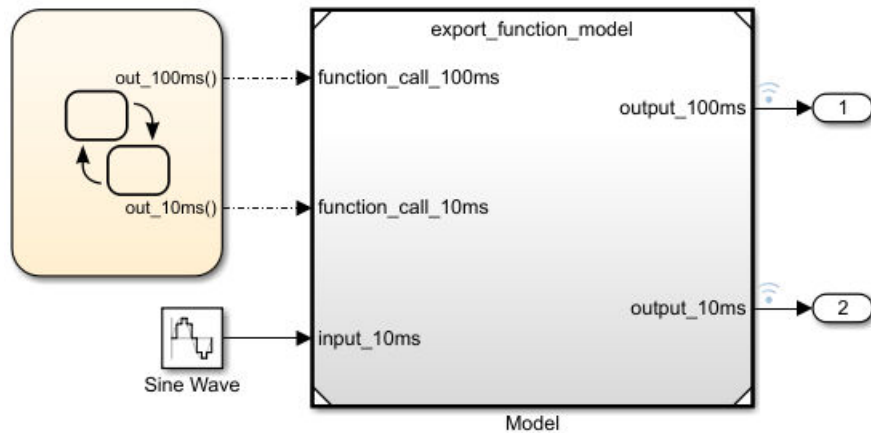 export_function_model
out_100ms()
function_call_100ms
output_100ms
1
out_10ms()
function_call_10ms
output_10ms
2
input_10ms
Sine Wave
Model